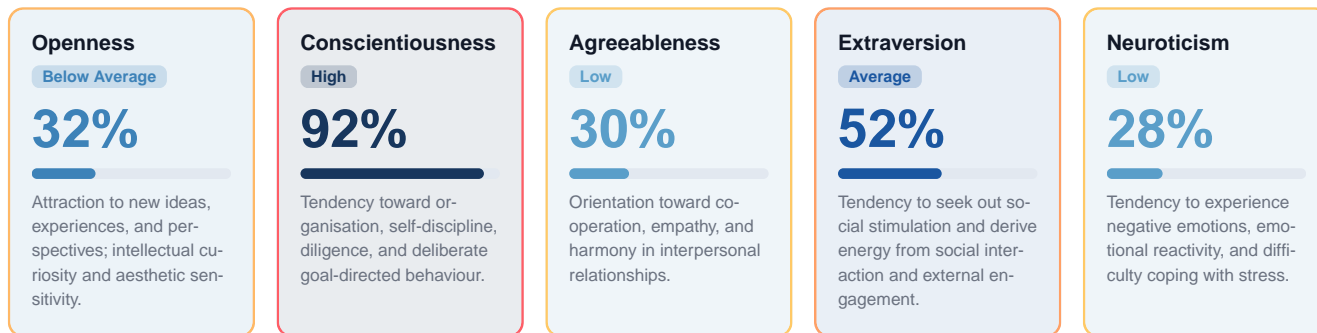 Openness
Below Average
32%
Attraction to new ideas,
experiences, and per-
spectives; intellectual cu-
riosity and aesthetic sen-
sitivity.
Conscientiousness
High
92%
Tendency toward or-
ganisation, self-discipline,
diligence, and deliberate
goal-directed behaviour.
Agreeableness
Low
30%
Orientation toward co-
operation, empathy, and
harmony in interpersonal
relationships.
Extraversion
Average
52%
Tendency to seek out so-
cial stimulation and derive
energy from social inter-
action and external en-
gagement.
Neuroticism
Low
28%
Tendency to experience
negative emotions, emo-
tional reactivity, and diffi-
culty coping with stress.